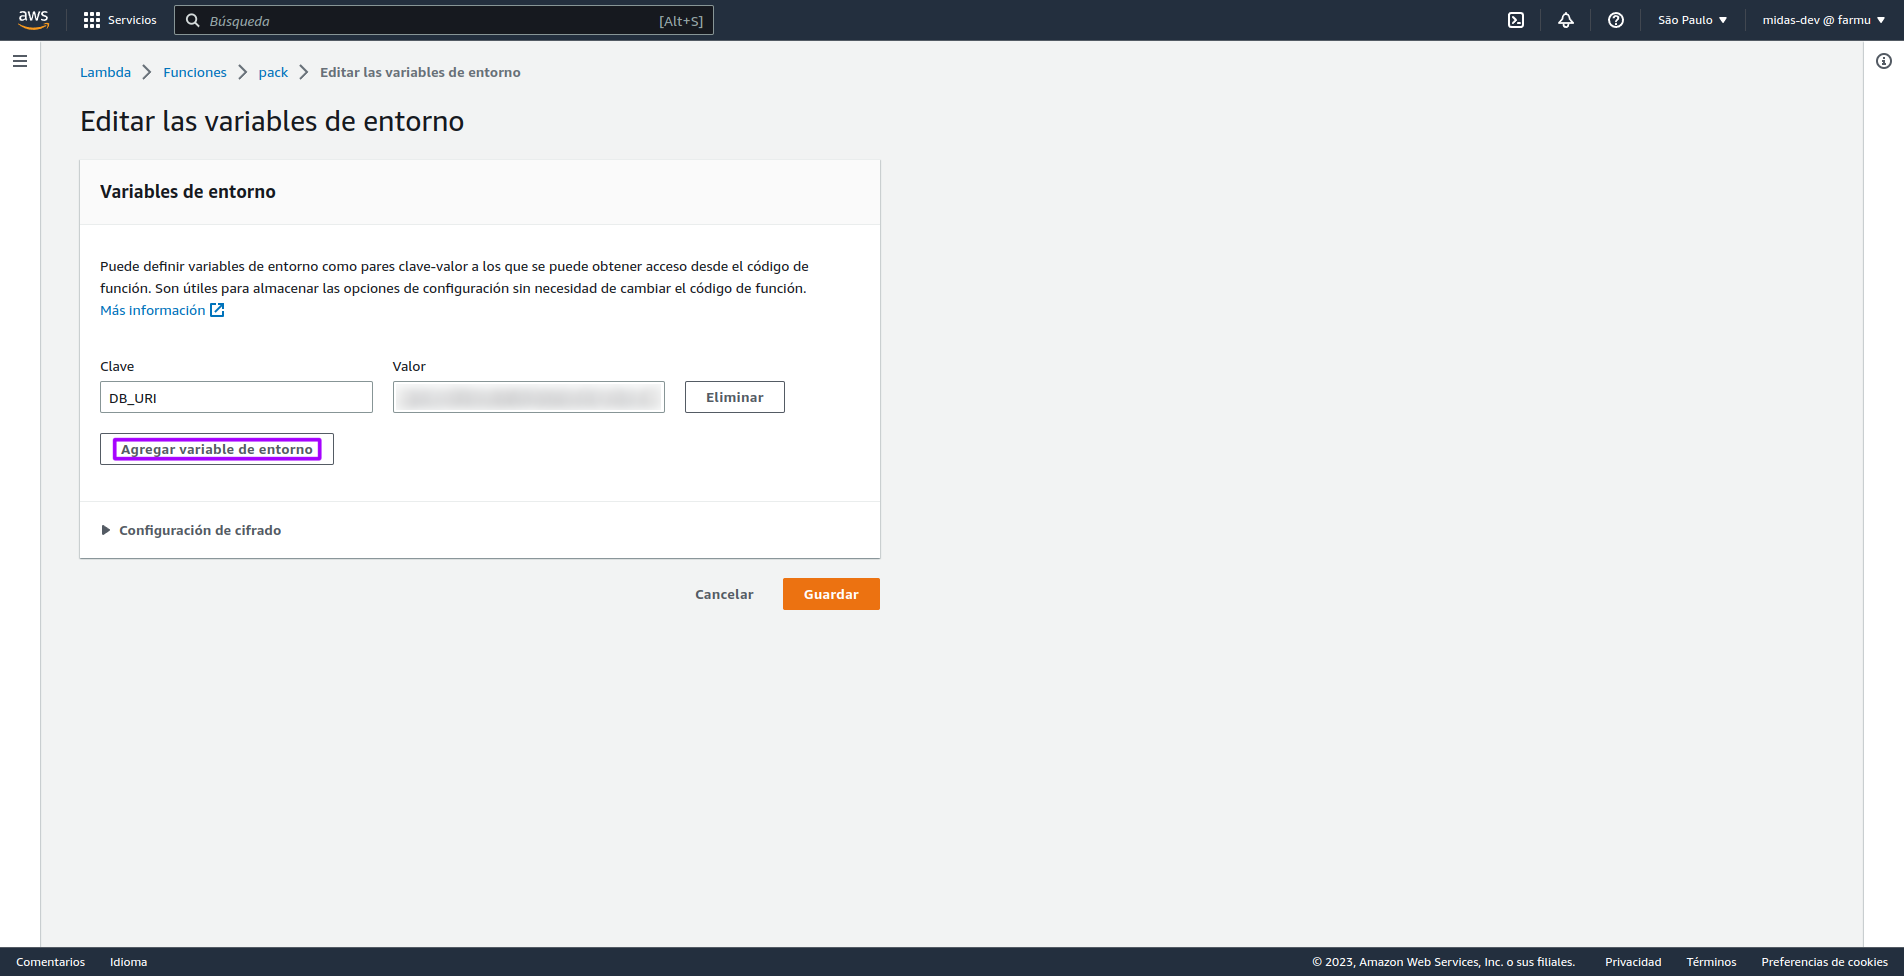 aws
Servicios
Búsqueda
[Alt+S]
São Paulo
midas-dev @ farmu
Lambda
Funciones
pack
Editar las variables de entorno
Editar las variables de entorno
Variables de entorno
Puede definir variables de entorno como pares clave-valor a los que se puede obtener acceso desde el código de
función. Son útiles para almacenar las opciones de configuración sin necesidad de cambiar el código de función.
Más información
Clave
Valor
DB_URI
Eliminar
Agregar variable de entorno
Configuración de cifrado
Cancelar
Guardar
Comentarios
Idioma
© 2023, Amazon Web Services, Inc. o sus filiales.
Privacidad
Términos
Preferencias de cookies